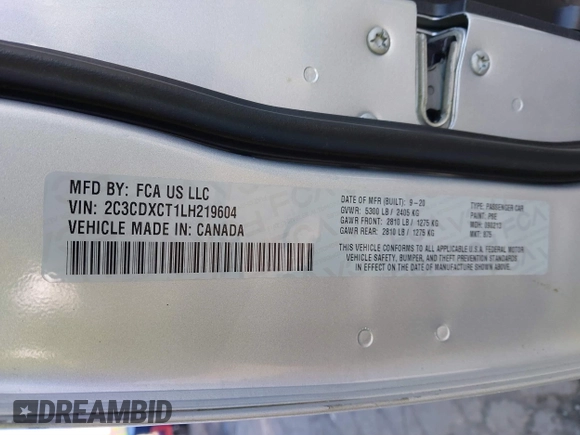 MFD BY: FCA US LLC
VIN: 2C3CDXCT1LH219604
VEHICLE MADE IN: CANADA
DATE OF MFR (BUILT): 9-20
GVWR: 5300 LB / 2405 KG
GAWR FRONT: 2810 LB / 1275 KG
GAWR REAR: 2810 LB / 1275 KG
TYPE: PASSENGER CAR
PAINT:
MDH:
THIS VEHICLE CONFORMS TO ALL APPLICABLE U.S.A. FEDERAL MOTOR
VEHICLE SAFETY, BUMPER, AND THEFT PREVENTION STANDARDS
IN EFFECT ON THE DATE OF MANUFACTURE SHOWN ABOVE.
DREAMBID